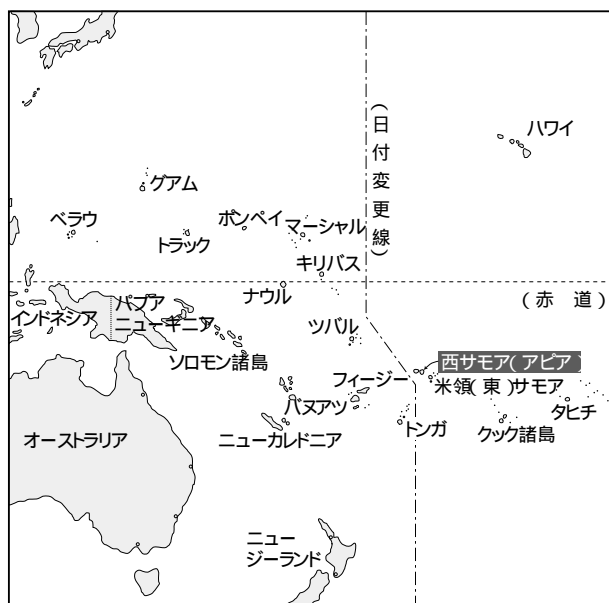 (日付変更線)
ハワイ
グアム
ベラウ
トラック
ポンペイ
マーシャル
キリバス
(赤 道)
ナウル
インドネシア
パプア
ニューギニア
ツバル
ソロモン諸島
西サモア(アピア)
米領(東)サモア
フィージー
バヌアツ
タヒチ
オーストラリア
ニューカレドニア
トンガ
クック諸島
ニュー
ジーランド